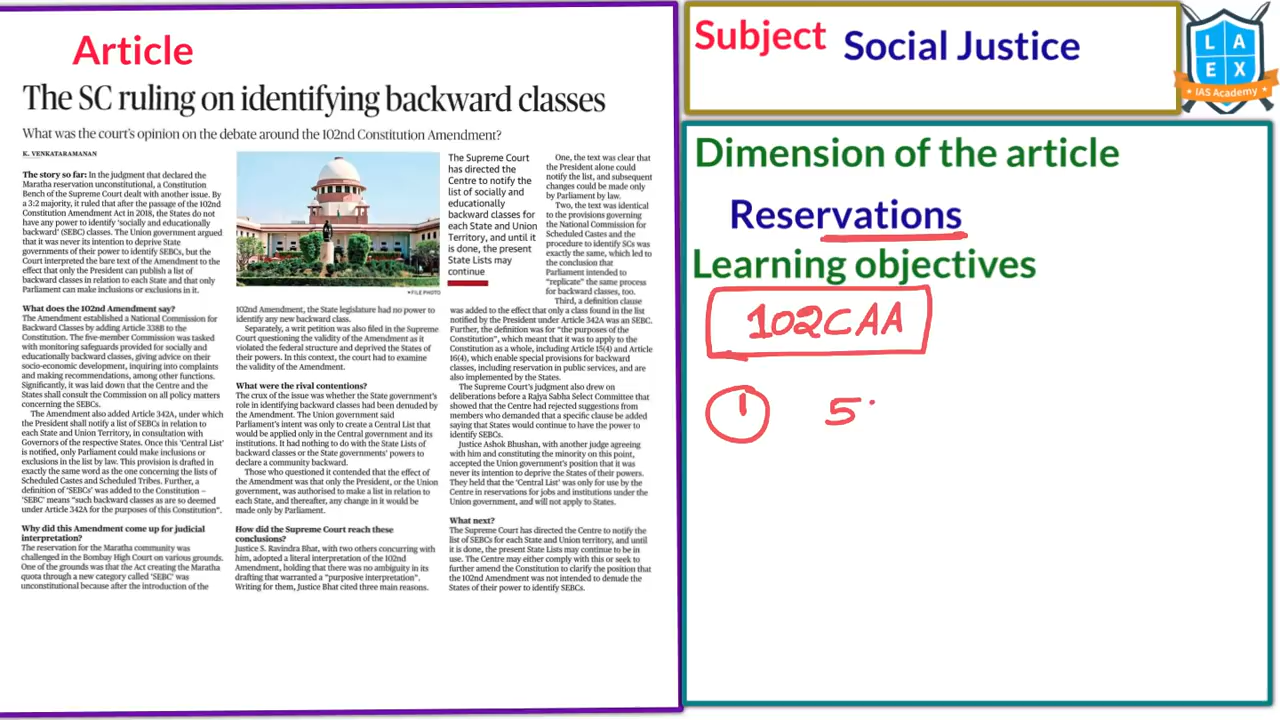 Article
The SC ruling on identifying backward classes
What was the court's opinion on the debate around the 102nd Constitution Amendment?
K. VENKATARAMANAN
The story so far: In the judgment that declared the
Maratha reservation unconstitutional, a Constitution
Bench of the Supreme Court dealt with another issue. By
a 3:2 majority, it ruled that after the passage of the 102nd
Constitution Amendment Act in 2018, the States do not
have any power to identify 'socially and educationally
backward' (SEBC) classes. The Union government argued
that it was never its intention to deprive State
governments of their power to identify SEBCs, but the
Court interpreted the bare text of the Amendment to the
effect that only the President can publish a list of
backward classes in relation to each State and that only
Parliament can make inclusions or exclusions in it.
What does the 102nd Amendment say?
The Amendment established a National Commission for
Backward Classes by adding Article 338B to the
Constitution. The five-member Commission was tasked
with monitoring safeguards provided for socially and
educationally backward classes, giving advice on their
socio-economic development, inquiring into complaints
and making recommendations, among other functions.
Significantly, it was laid down that the Centre and the
States shall consult the Commission on all policy matters
concerning the SEBCs.
The Amendment also added Article 342A, under which
the President shall notify a list of SEBCs in relation to
each State and Union Territory, in consultation with
Governors of the respective States. Once this 'Central List'
is notified, only Parliament could make inclusions or
exclusions in the list by law. This provision is drafted in
exactly the same word as the one concerning the lists of
Scheduled Castes and Scheduled Tribes. Further, a
definition of 'SEBCs' was added to the Constitution –
'SEBC' means "such backward classes as are so deemed
under Article 342A for the purposes of this Constitution".
Why did this Amendment come up for judicial
interpretation?
The reservation for the Maratha community was
challenged in the Bombay High Court on various grounds.
One of the grounds was that the Act creating the Maratha
quota through a new category called 'SEBC' was
unconstitutional because after the introduction of the
• FILE PHOTO
102nd Amendment, the State legislature had no power to
identify any new backward class.
Separately, a writ petition was also filed in the Supreme
Court questioning the validity of the Amendment as it
violated the federal structure and deprived the States of
their powers. In this context, the court had to examine
the validity of the Amendment.
What were the rival contentions?
The crux of the issue was whether the State government's
role in identifying backward classes had been denuded by
the Amendment. The Union government said
Parliament's intent was only to create a Central List that
would be applied only in the Central government and its
institutions. It had nothing to do with the State Lists of
backward classes or the State governments' powers to
declare a community backward.
Those who questioned it contended that the effect of
the Amendment was that only the President, or the Union
government, was authorised to make a list in relation to
each State, and thereafter, any change in it would be
made only by Parliament.
How did the Supreme Court reach these
conclusions?
Justice S. Ravindra Bhat, with two others concurring with
him, adopted a literal interpretation of the 102nd
Amendment, holding that there was no ambiguity in its
drafting that warranted a "purposive interpretation".
Writing for them, Justice Bhat cited three main reasons.
The Supreme Court
has directed the
Centre to notify the
list of socially and
educationally
backward classes for
each State and Union
Territory, and until it
is done, the present
State Lists may
continue
One, the text was clear that
the President alone could
notify the list, and subsequent
changes could be made only
by Parliament by law.
Two, the text was
identical to the provisions governing
the National Commission for
Scheduled Castes and the
procedure to identify SCs was
exactly the same, which led to
the conclusion that
Parliament intended to
"replicate" the same process
for backward classes, too.
Third, a definition clause
was added to the effect that only a class found in the list
notified by the President under Article 342A was an SEBC.
Further, the definition was for "the purposes of the
Constitution", which meant that it was to apply to the
Constitution as a whole, including Article 15(4) and Article
16(4), which enable special provisions for backward
classes, including reservation in public services, and are
also implemented by the States.
The Supreme Court's judgment also drew on
deliberations before a Rajya Sabha Select Committee that
showed that the Centre had rejected suggestions from
members who demanded that a specific clause be added
saying that States would continue to have the power to
identify SEBCs.
Justice Ashok Bhushan, with another judge agreeing
with him and constituting the minority on this point,
accepted the Union government's position that it was
never its intention to deprive the States of their powers.
They held that the 'Central List' was only for use by the
Centre in reservations for jobs and institutions under the
Union government, and will not apply to States.
What next?
The Supreme Court has directed the Centre to notify the
list of SEBCs for each State and Union territory, and until
it is done, the present State Lists may continue to be in
use. The Centre may either comply with this or seek to
further amend the Constitution to clarify the position that
the 102nd Amendment was not intended to denude the
States of their power to identify SEBCs.
Subject Social Justice
L A
E X
IAS Academy
Dimension of the article
Reservations
Learning objectives
102CAA
1 5